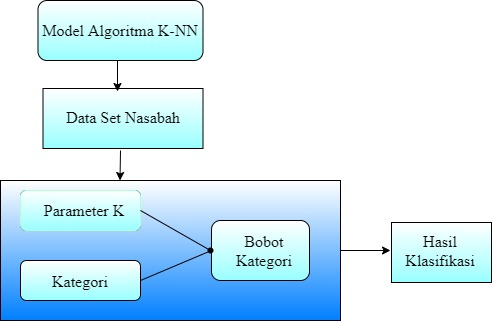 Model Algoritma K-NN
Data Set Nasabah
Parameter K
Bobot
Kategori
Kategori
Hasil
Klasifikasi